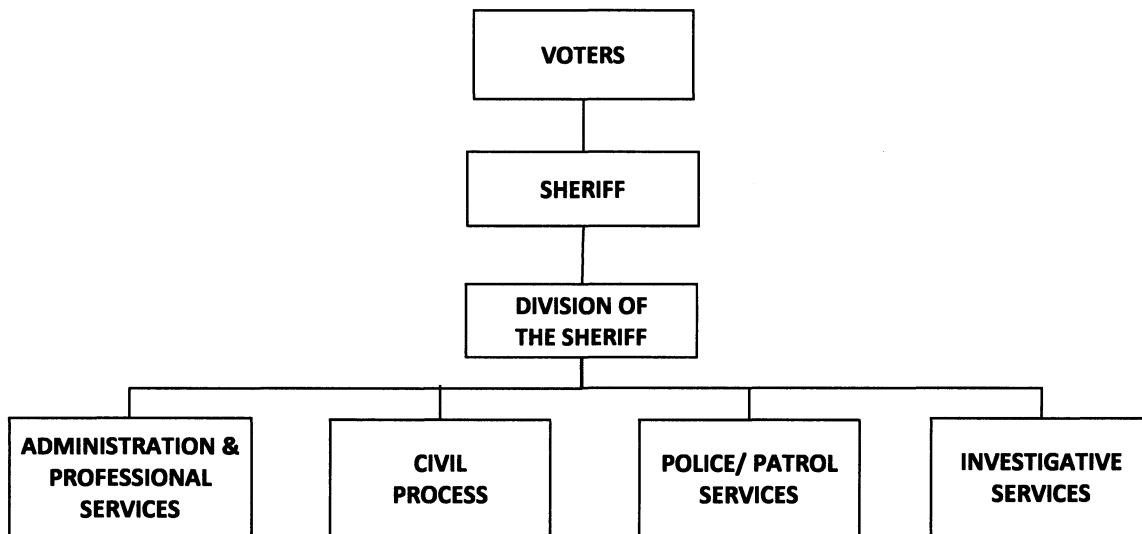 VOTERS
SHERIFF
DIVISION OF
THE SHERIFF
ADMINISTRATION &
PROFESSIONAL
SERVICES
CIVIL
PROCESS
POLICE/ PATROL
SERVICES
INVESTIGATIVE
SERVICES